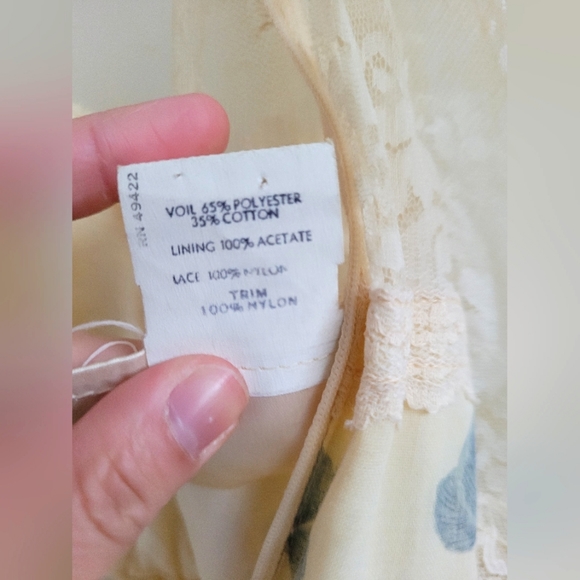 RN 49422
VOIL 65% POLYESTER
35% COTTON
LINING 100% ACETATE
LACE 100% NYLON
TRIM
100% NYLON